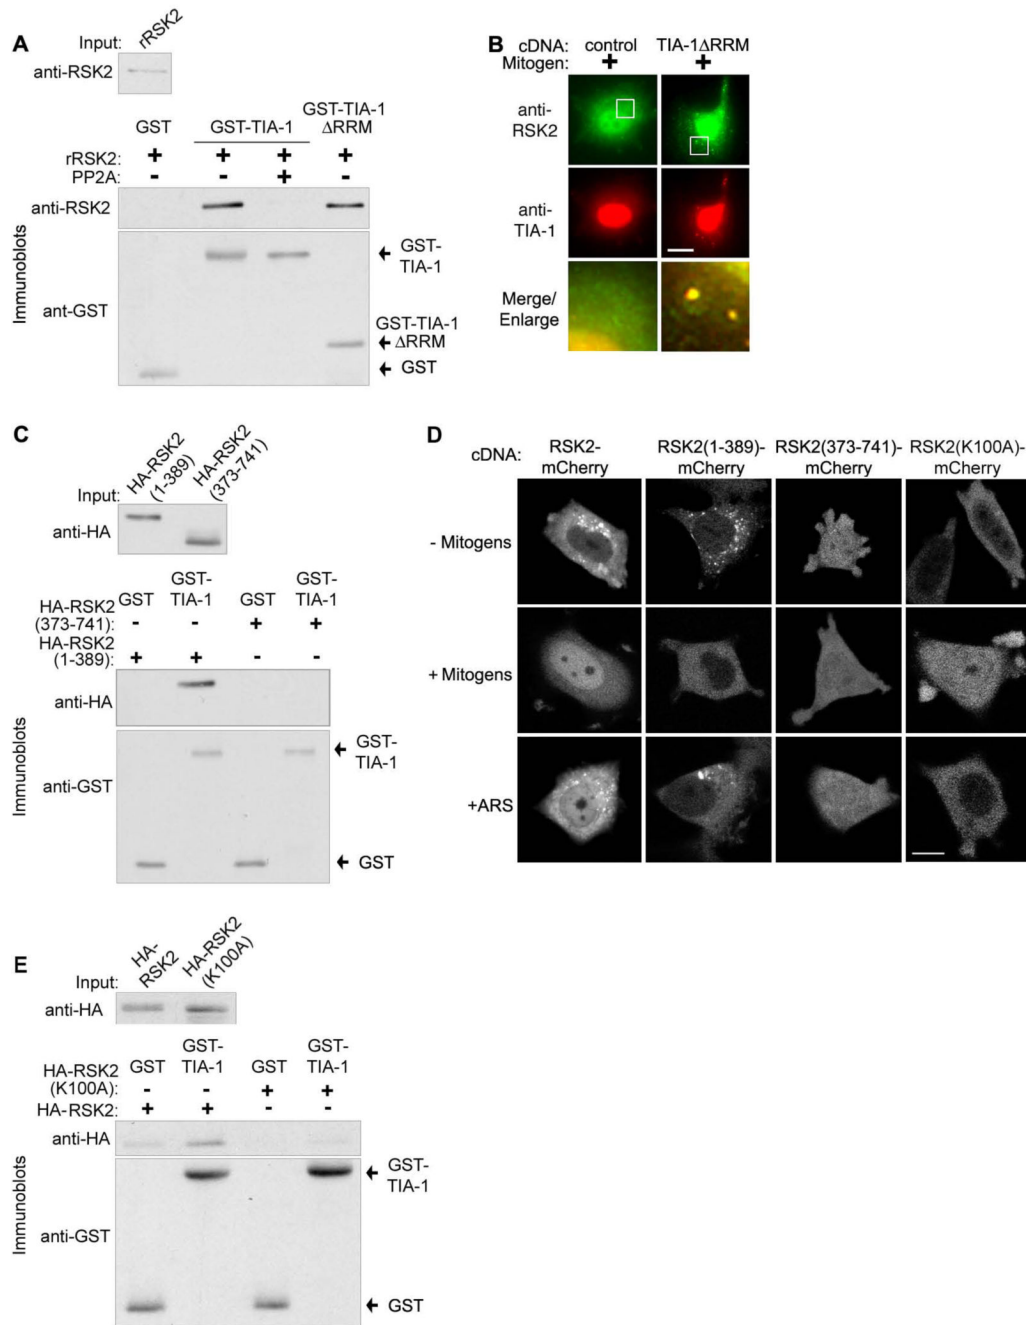 A
Input: rRSK2
anti-RSK2
GST GST-TIA-1 GST-TIA-1
ΔRRM
rRSK2: + + + +
PP2A - - + -
anti-RSK2
Immunoblots
ant-GST
GST-
TIA-1
GST-TIA-1
ΔRRM
GST
B
cDNA: control TIA-1ΔRRM
Mitogen: + +
anti-
RSK2
anti-
TIA-1
Merge/
Enlarge
C
Input: HA-RSK2
(1-389)
HA-RSK2
(373-741)
anti-HA
GST GST-
TIA-1 GST GST-
TIA-1
HA-RSK2
(373-741): - - + +
HA-RSK2
(1-389): + + - -
anti-HA
Immunoblots
anti-GST
GST-
TIA-1
GST
D
cDNA: RSK2-
mCherry
RSK2(1-389)-
mCherry
RSK2(373-741)-
mCherry
RSK2(K100A)-
mCherry
- Mitogens
+ Mitogens
+ARS
E
Input: HA-
RSK2
HA-RSK2
(K100A)
anti-HA
GST GST-
TIA-1 GST GST-
TIA-1
HA-RSK2
(K100A): - - + +
HA-RSK2: + + - -
anti-HA
Immunoblots
anti-GST
GST-
TIA-1
GST